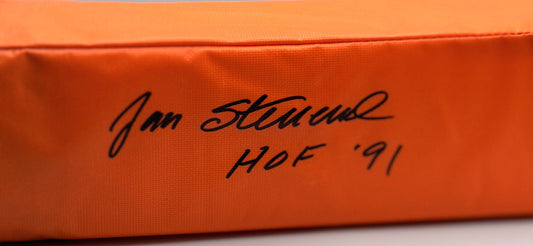 Jan Stenerud
HOF '91